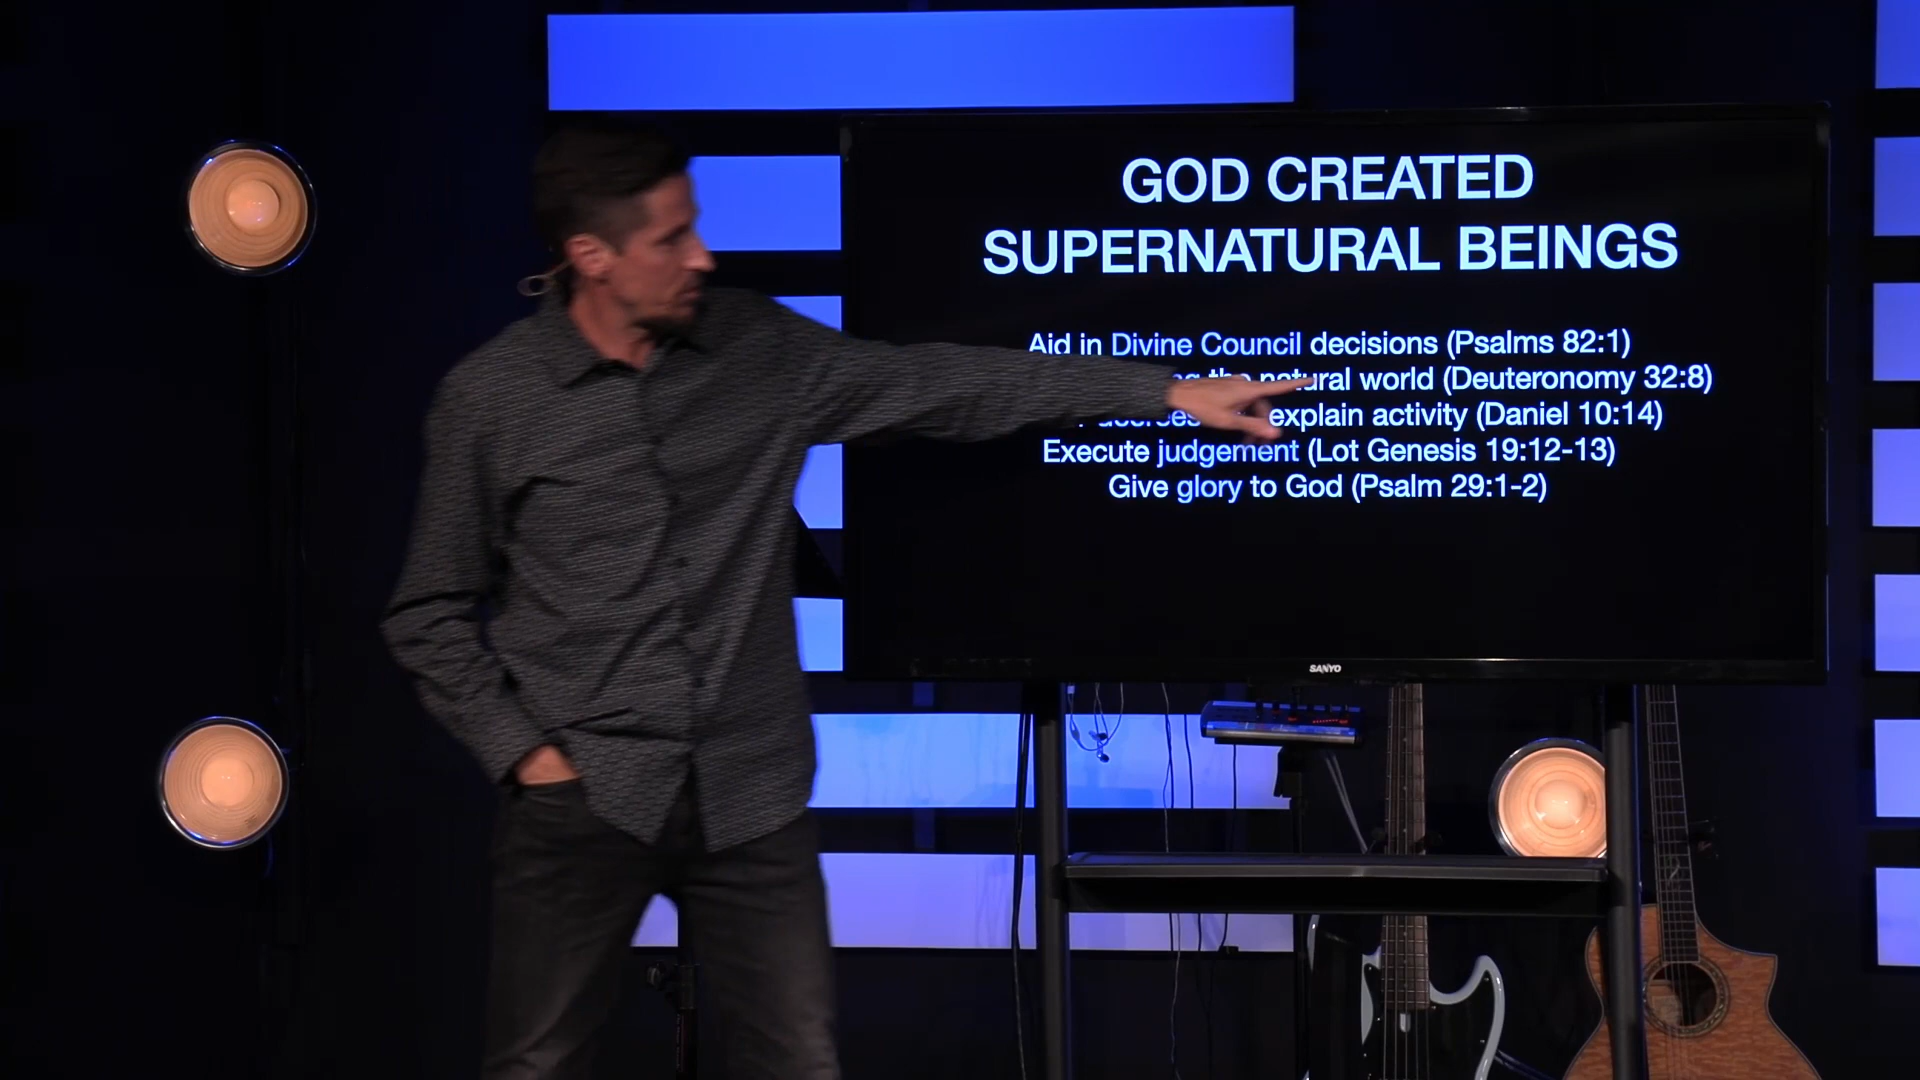 GOD CREATED
SUPERNATURAL BEINGS
Aid in Divine Council decisions (Psalms 82:1)
the natural world (Deuteronomy 32:8)
explain activity (Daniel 10:14)
Execute judgement (Lot Genesis 19:12-13)
Give glory to God (Psalm 29:1-2)
SANYO